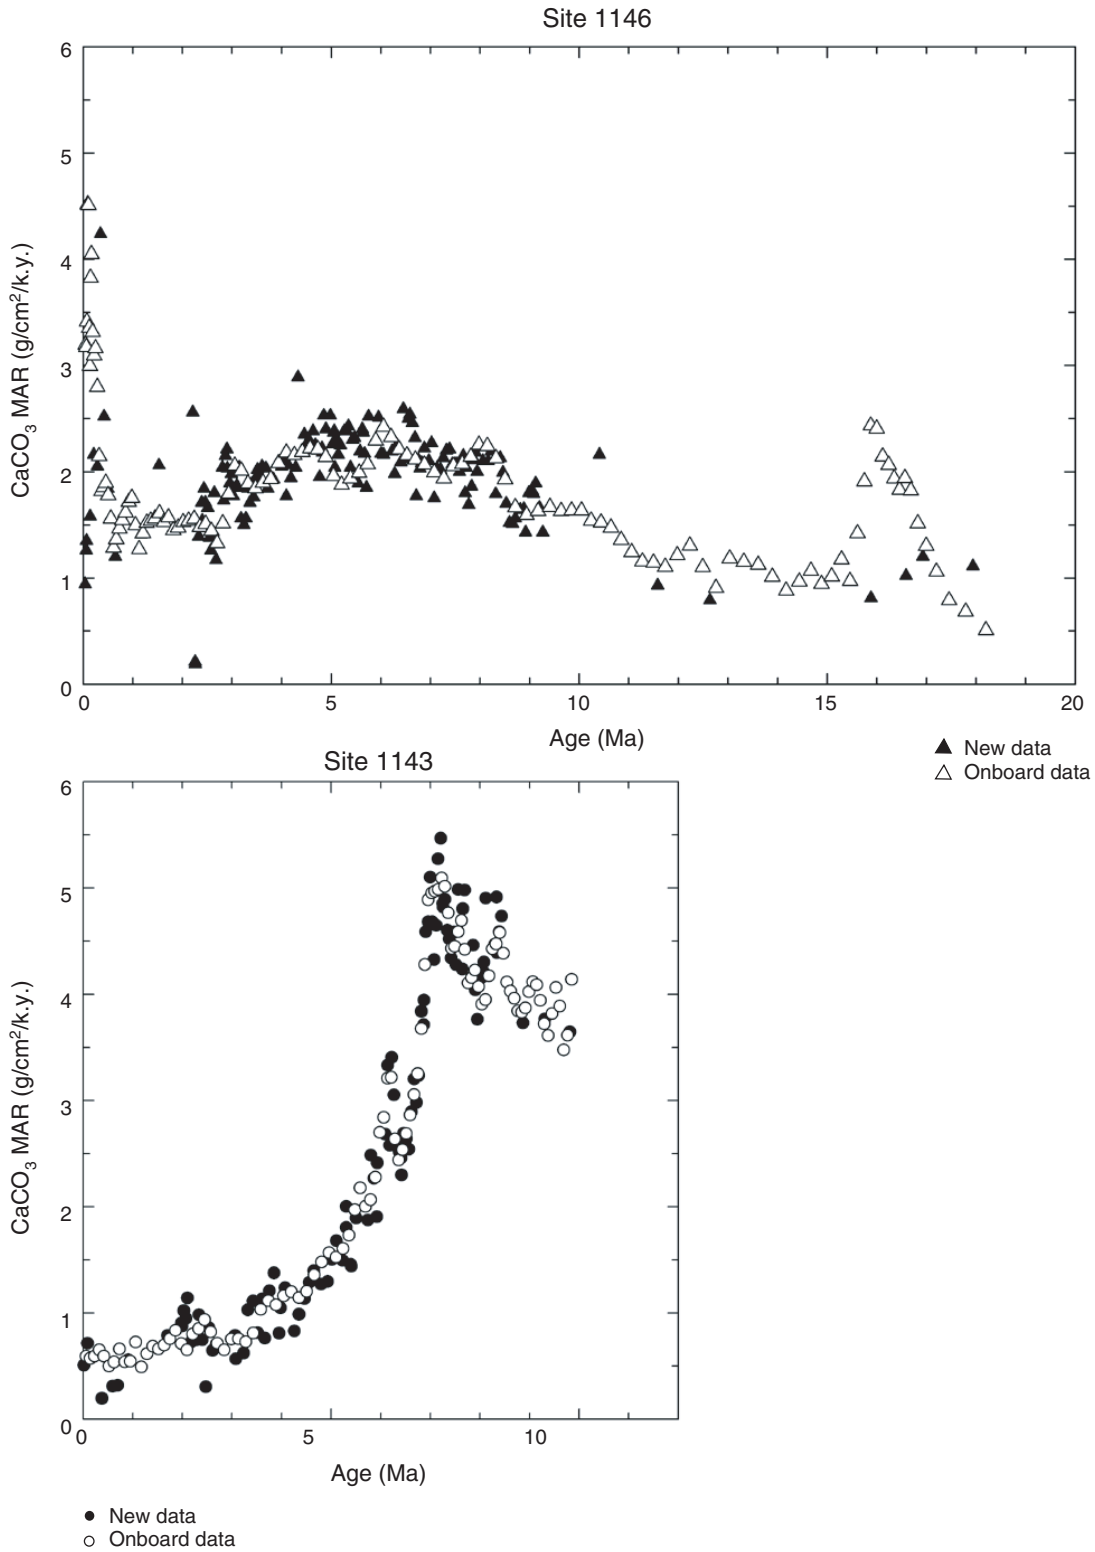 Site 1146
6
5
4
3
2
1
0
CaCO3 MAR (g/cm2/k.y.)
0 5 10 15 20
Age (Ma)
▲ New data
△ Onboard data
Site 1143
6
5
4
3
2
1
0
CaCO3 MAR (g/cm2/k.y.)
0 5 10
Age (Ma)
● New data
○ Onboard data